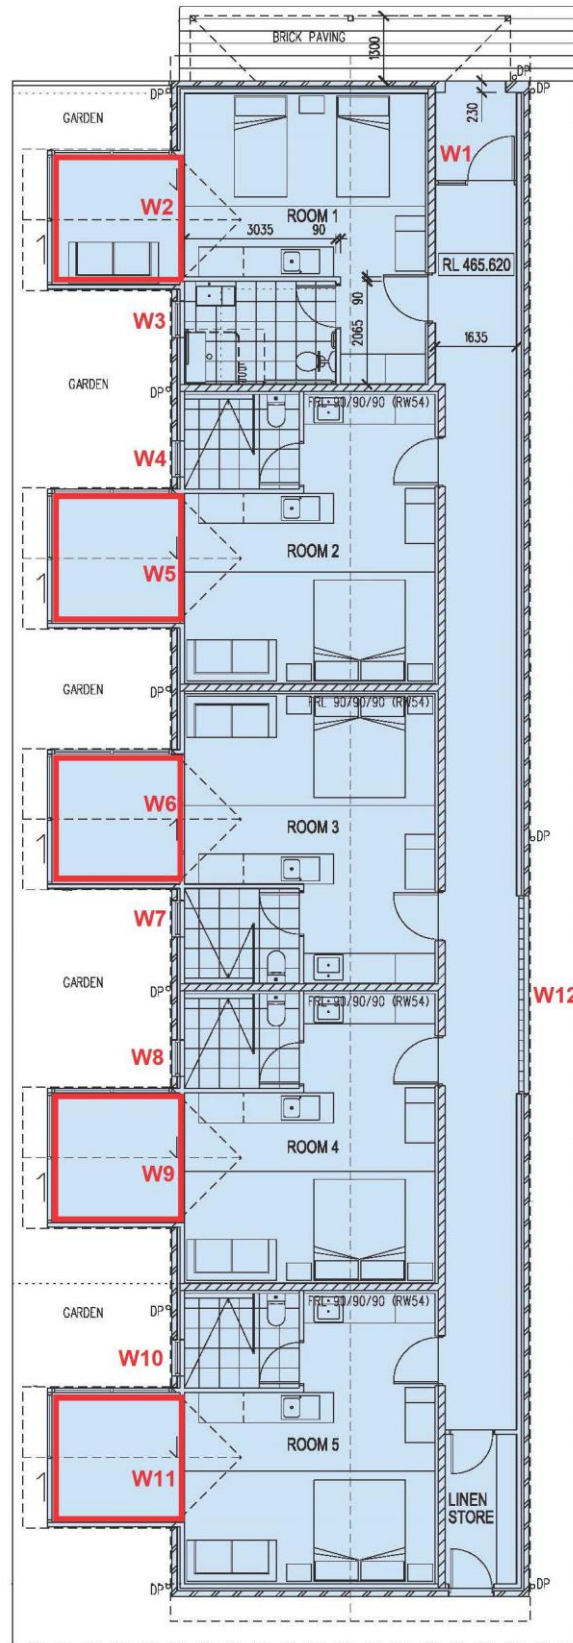 BRICK PAVING
1300
DP
DP
DP
GARDEN
230
W1
W2
ROOM 1
3035
90
RL 465.620
W3
90
2065
1635
GARDEN
DP
FRL 90/90/90 (RW54)
W4
ROOM 2
W5
GARDEN
DP
FRL 90/90/90 (RW54)
W6
ROOM 3
DP
W7
GARDEN
DP
FRL 90/90/90 (RW54)
W12
W8
ROOM 4
W9
GARDEN
DP
FRL 90/90/90 (RW54)
W10
ROOM 5
W11
LINEN
STORE
DP
DP